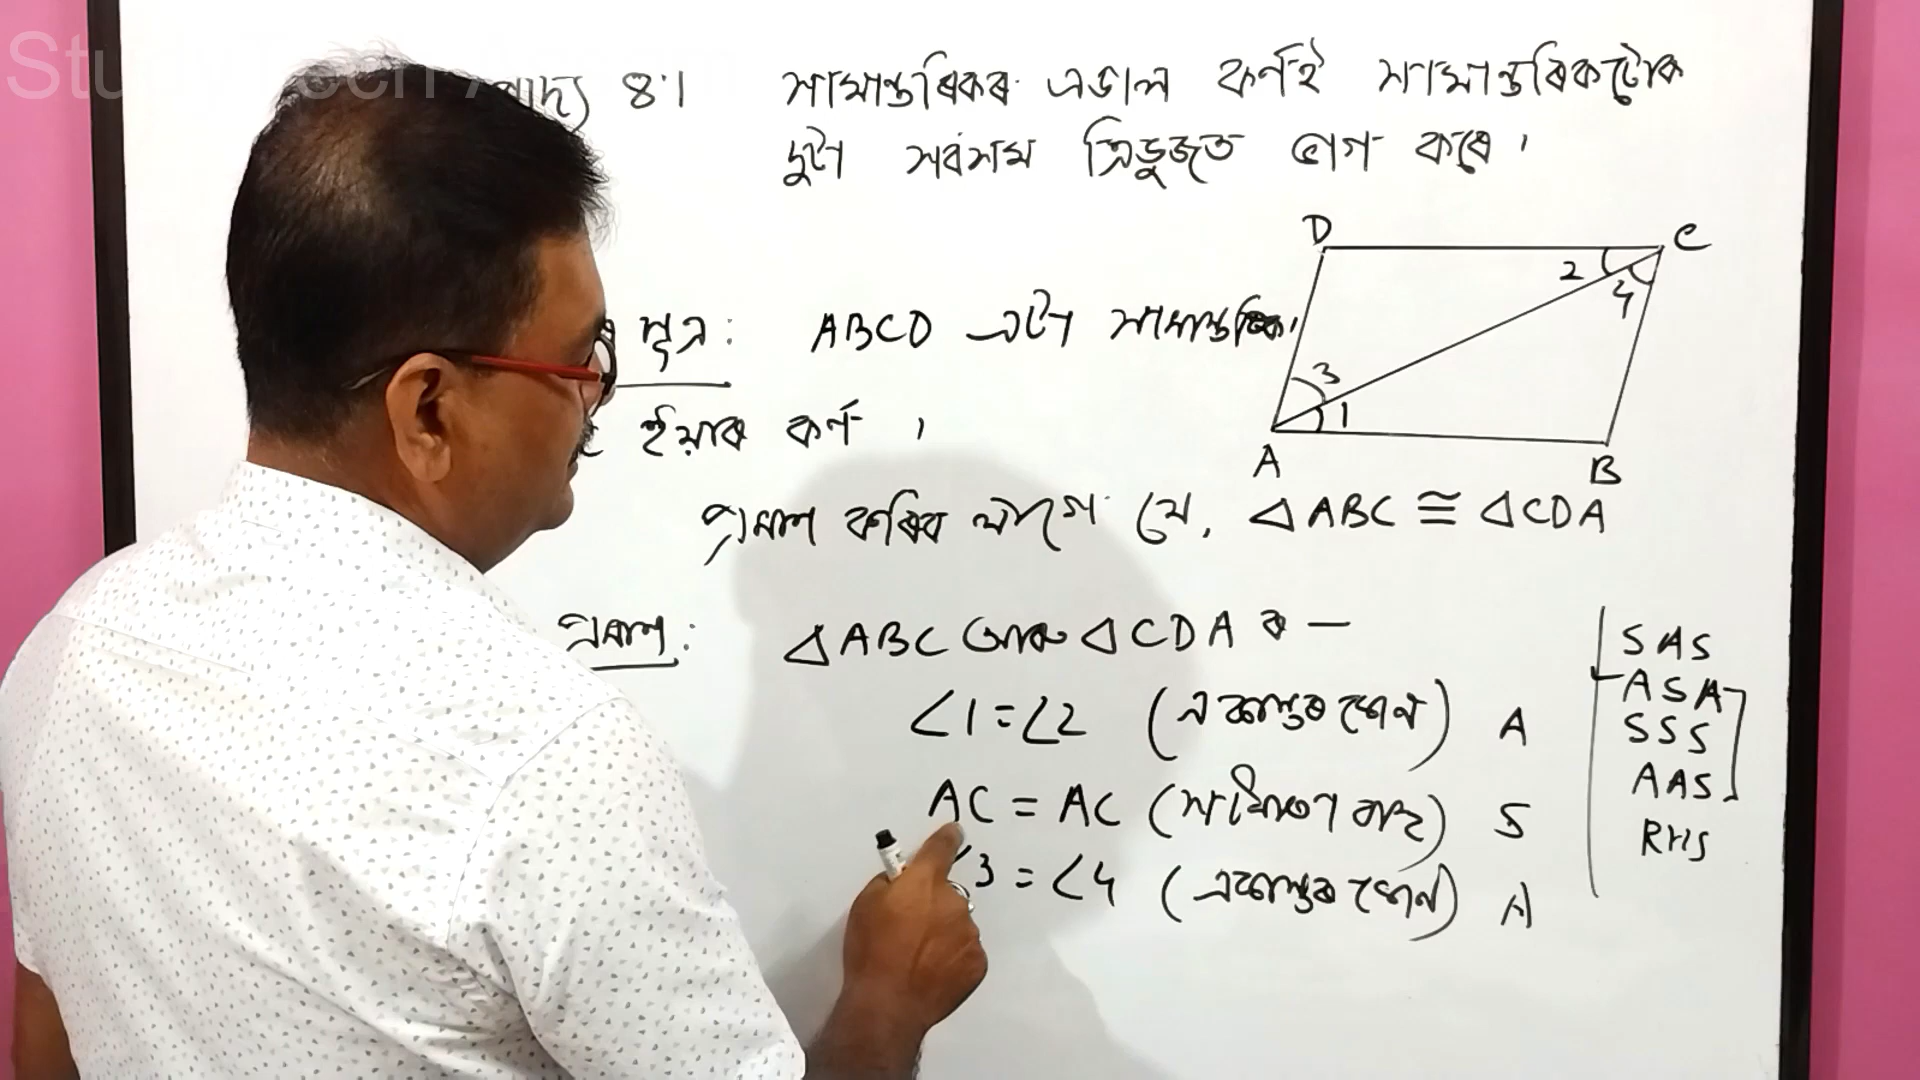 StudyTech
৪.1 সামান্তৰিকৰ এডাল কৰ্ণই সামান্তৰিকটোক
দুটা সৰ্বসম ত্ৰিভুজত ভাগ কৰে।
D C
2
4
3
1
A B
সূত্ৰ: ABCD এটা সামান্তৰিক।
ইয়াৰ কৰ্ণ।
প্ৰমাণ কৰিব লাগে যে, △ABC ≅ △CDA
প্ৰমাণ: △ABC আৰু △CDA ৰ —
∠1=∠2 (একান্তৰ কোণ) A
AC = AC (সাধাৰণ বাহু) S
∠3 = ∠4 (একান্তৰ কোণ) A
SAS
ASA
SSS
AAS
RHS